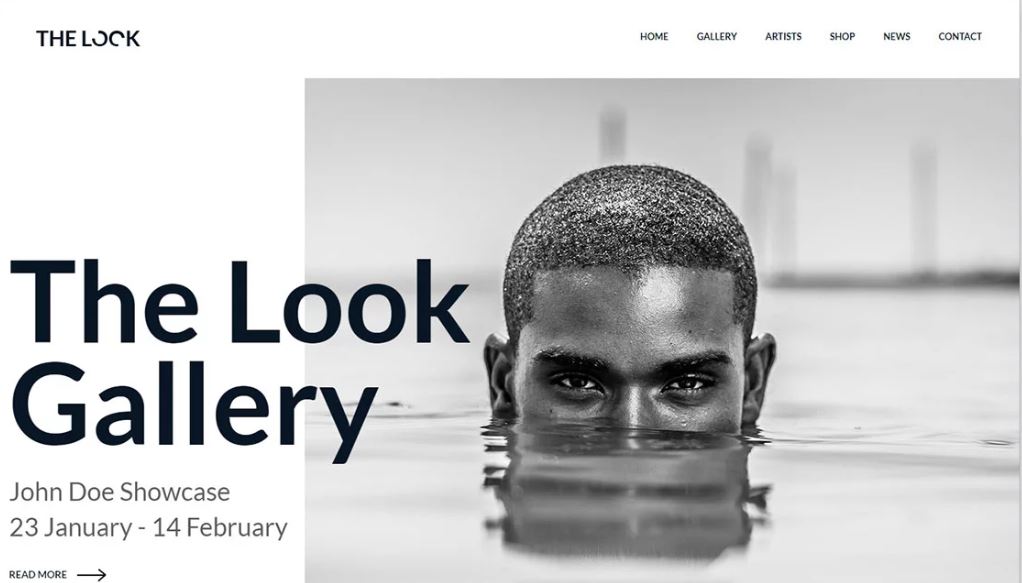 THE LOOK
HOME GALLERY ARTISTS SHOP NEWS CONTACT
The Look
Gallery
John Doe Showcase
23 January - 14 February
READ MORE